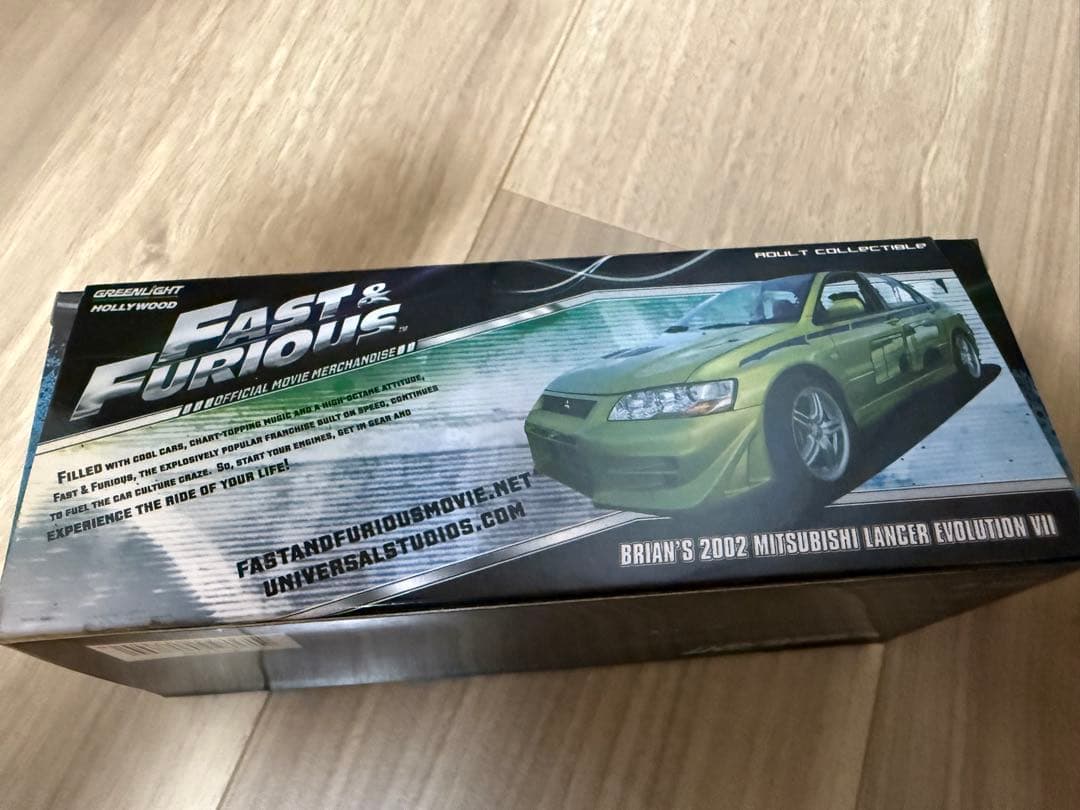 GREENLIGHT
HOLLYWOOD
FAST &
FURIOUS™
OFFICIAL MOVIE MERCHANDISE
FILLED WITH COOL CARS, CHART-TOPPING MUSIC AND A HIGH-OCTANE ATTITUDE,
FAST & FURIOUS, THE EXPLOSIVELY POPULAR FRANCHISE BUILT ON SPEED, CONTINUES
TO FUEL THE CAR CULTURE CRAZE. SO, START YOUR ENGINES, GET IN GEAR AND
EXPERIENCE THE RIDE OF YOUR LIFE!
FASTANDFURIOUSMOVIE.NET
UNIVERSALSTUDIOS.COM
ADULT COLLECTIBLE
BRIAN'S 2002 MITSUBISHI LANCER EVOLUTION VII